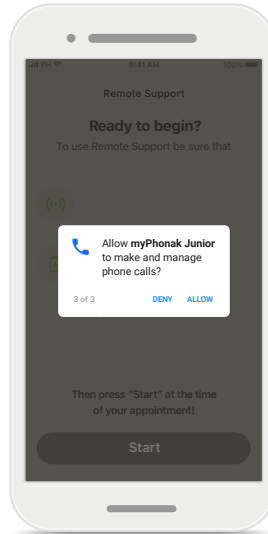 PH
9:41 AM
100%
Remote Support
Ready to begin?
To use Remote Support be sure that
Allow myPhonak Junior
to make and manage
phone calls?
3 of 3
DENY
ALLOW
Then press “Start” at the time
of your appointment!
Start